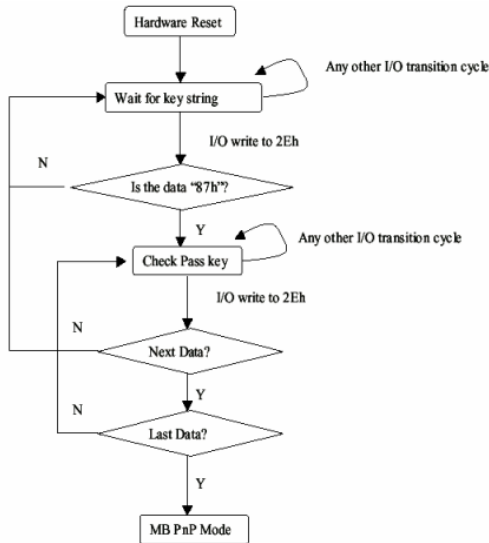 Hardware Reset
Any other I/O transition cycle
Wait for key string
I/O write to 2Eh
N
Is the data “87h”?
Y
Any other I/O transition cycle
Check Pass key
I/O write to 2Eh
N
Next Data?
Y
N
Last Data?
Y
MB PnP Mode